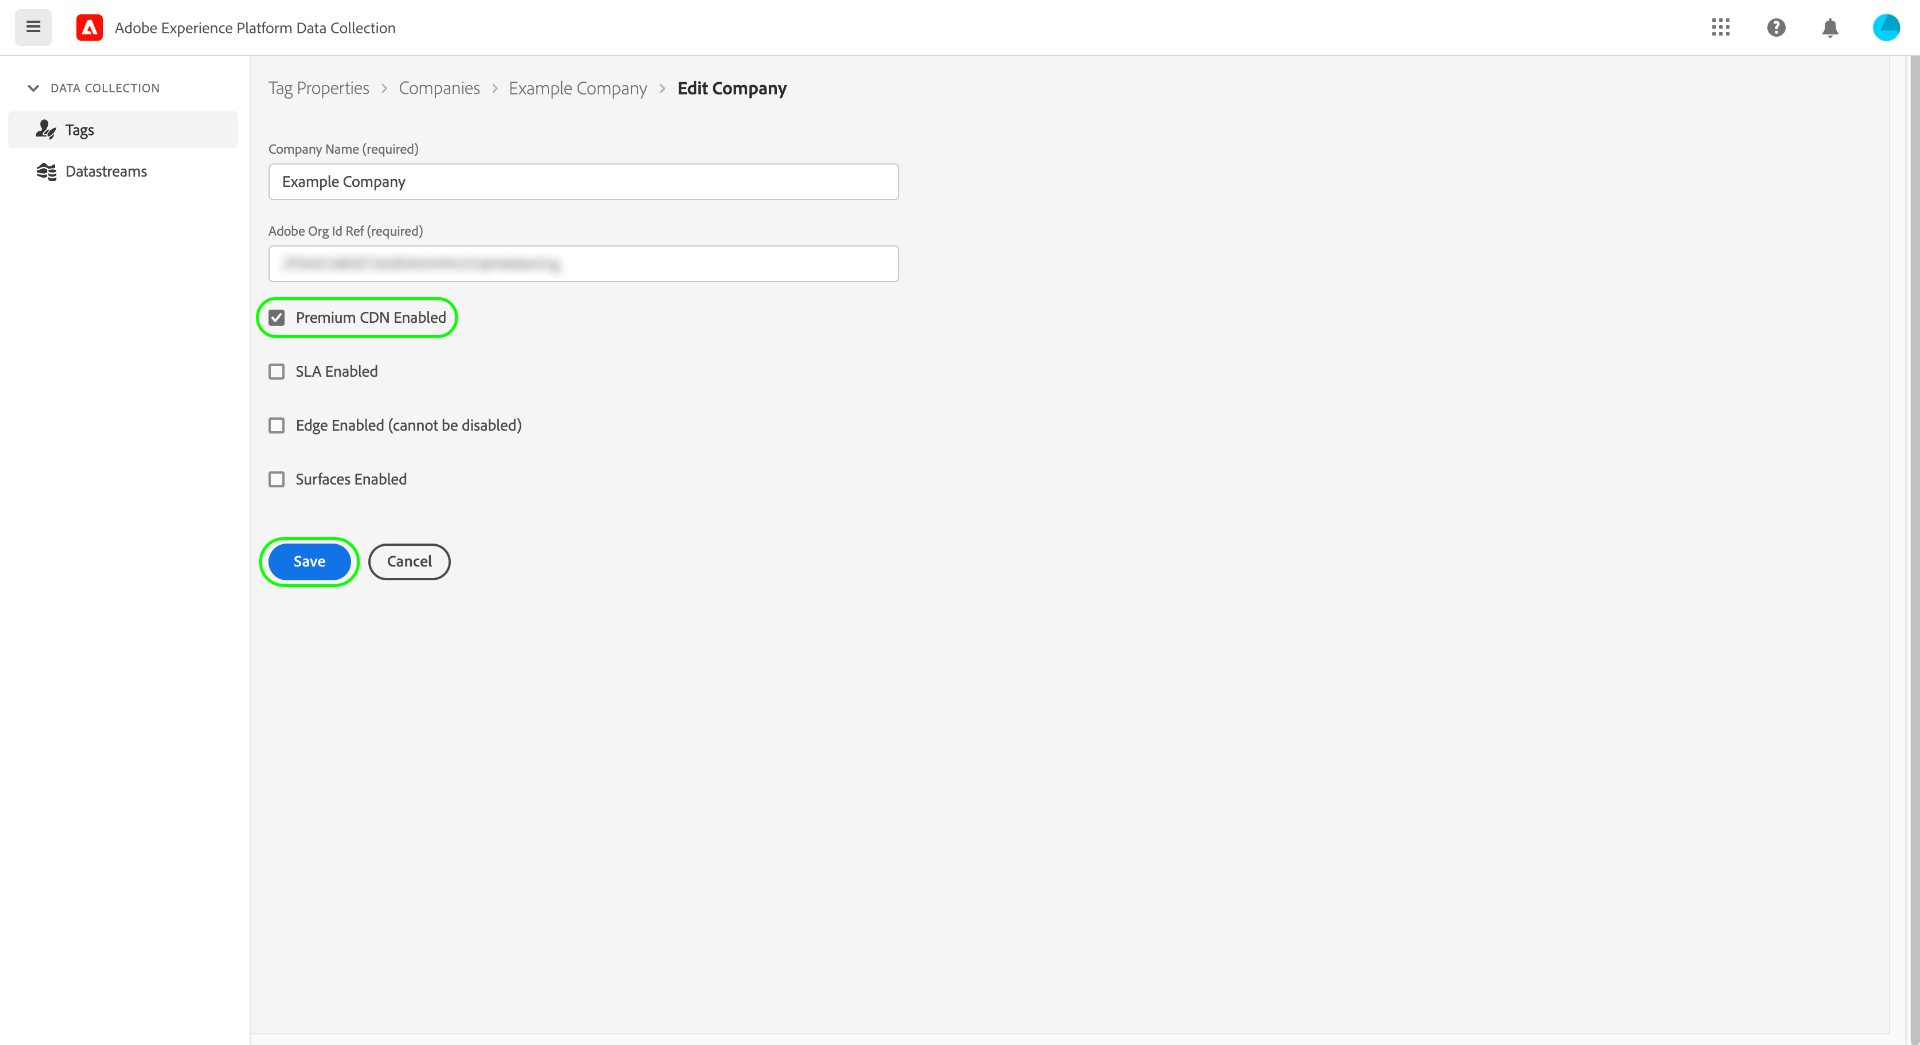 Adobe Experience Platform Data Collection
DATA COLLECTION
Tags
Datastreams
Tag Properties > Companies > Example Company > Edit Company
Company Name (required)
Example Company
Adobe Org Id Ref (required)
Premium CDN Enabled
SLA Enabled
Edge Enabled (cannot be disabled)
Surfaces Enabled
Save Cancel